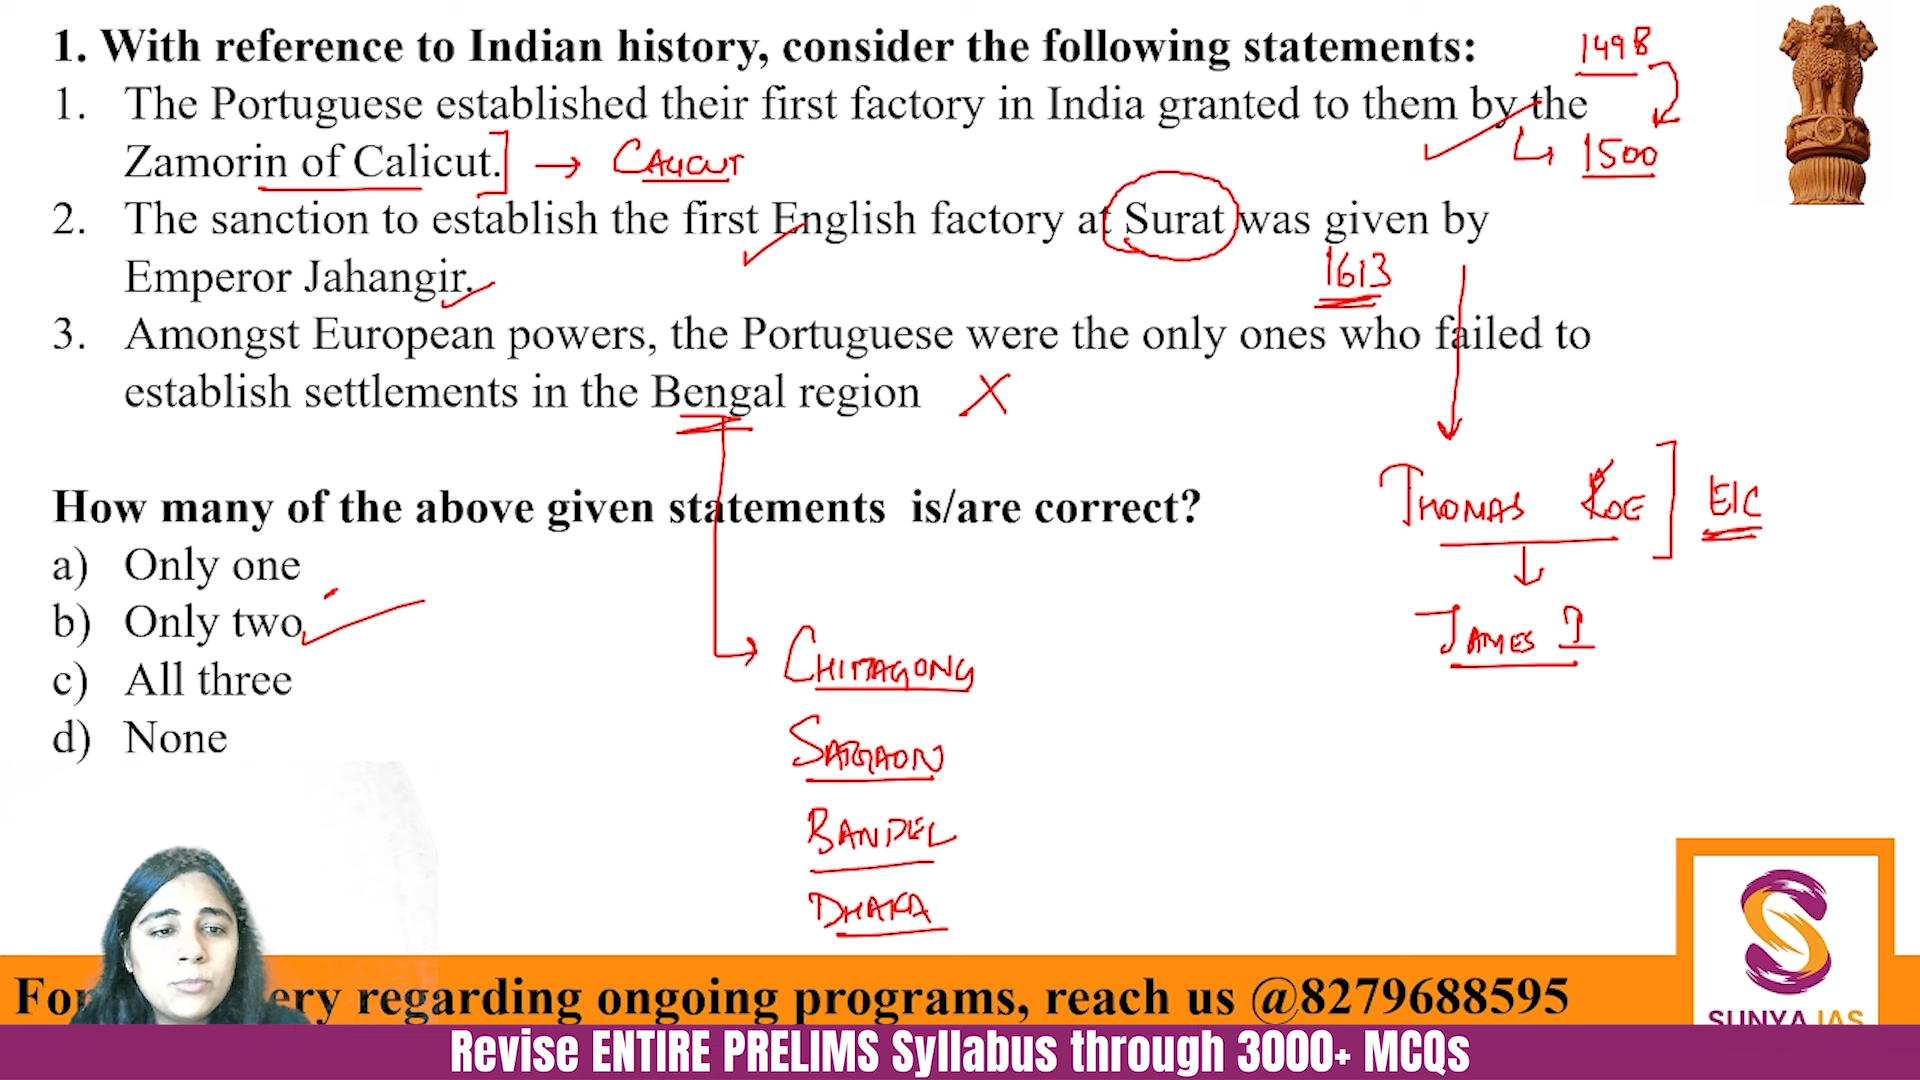 1. With reference to Indian history, consider the following statements:
1498
1. The Portuguese established their first factory in India granted to them by the
Zamorin of Calicut. → CALICUT
1500
2. The sanction to establish the first English factory at Surat was given by
Emperor Jahangir.
1613
3. Amongst European powers, the Portuguese were the only ones who failed to
establish settlements in the Bengal region X
THOMAS ROE
EIC
How many of the above given statements is/are correct?
a) Only one
b) Only two
JAMES I
c) All three
CHITTAGONG
d) None
SATGAON
BANDEL
DHAKA
For ery regarding ongoing programs, reach us @8279688595
SUNYA IAS
Revise ENTIRE PRELIMS Syllabus through 3000+ MCQs